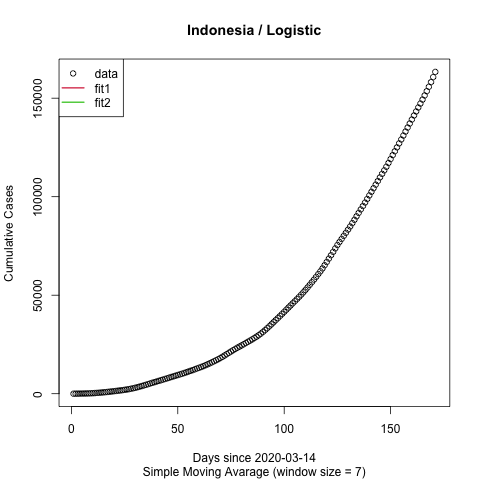 Indonesia / Logistic
data
fit1
fit2
150000
100000
50000
0
Cumulative Cases
0 50 100 150
Days since 2020-03-14
Simple Moving Avarage (window size = 7)